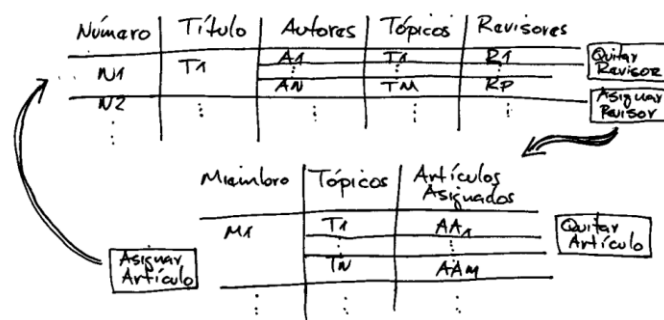 Número Título Autores Tópicos Revisores
N1 T1 A1 T1 R1
Quitar Revisor
AN TM RP
N2
Asignar Revisor
Miembro Tópicos Artículos Asignados
M1 T1 AA1
Quitar Artículo
TN AAM
Asignar Artículo